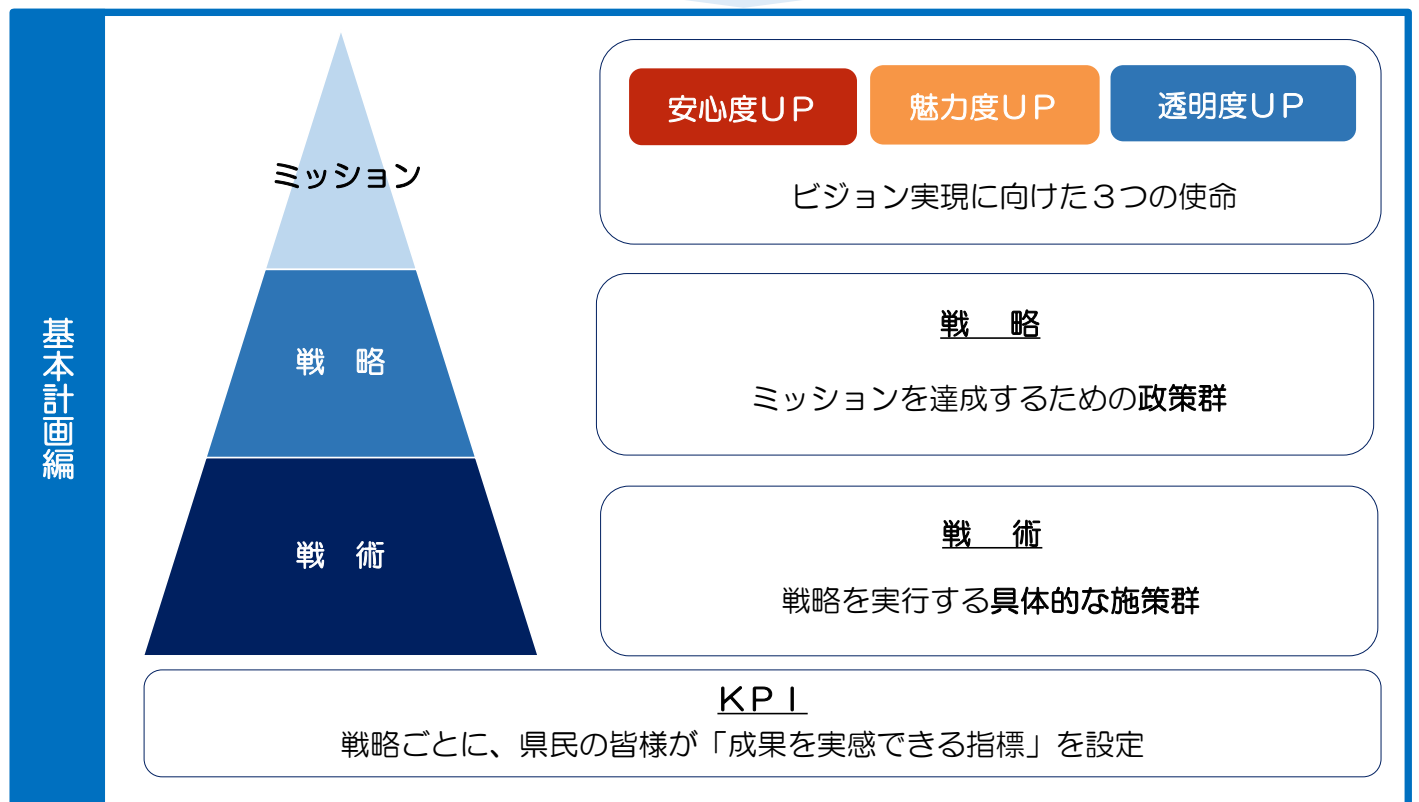 基本計画編
ミッション
安心度ＵＰ
魅力度ＵＰ
透明度ＵＰ
ビジョン実現に向けた３つの使命
戦　略
戦　略
ミッションを達成するための政策群
戦　術
戦　術
戦略を実行する具体的な施策群
ＫＰＩ
戦略ごとに、県民の皆様が「成果を実感できる指標」を設定